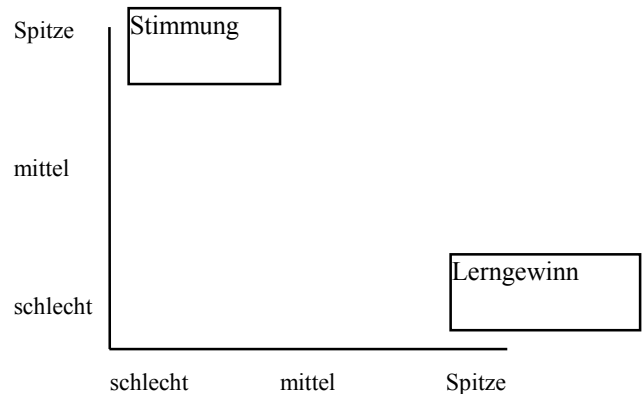 Spitze
Stimmung
mittel
Lerngewinn
schlecht
schlecht mittel Spitze